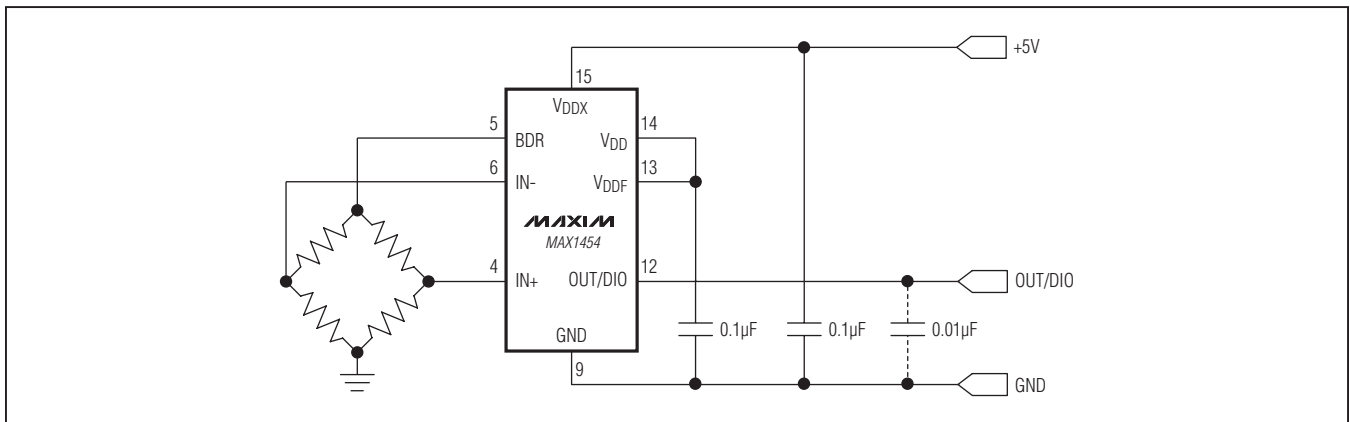 +5V
15
VDDX
5
BDR
VDD
14
6
IN-
VDDF
13
MAXIM
MAX1454
4
IN+
OUT/DIO
12
OUT/DIO
0.1µF
0.1µF
0.01µF
GND
9
GND